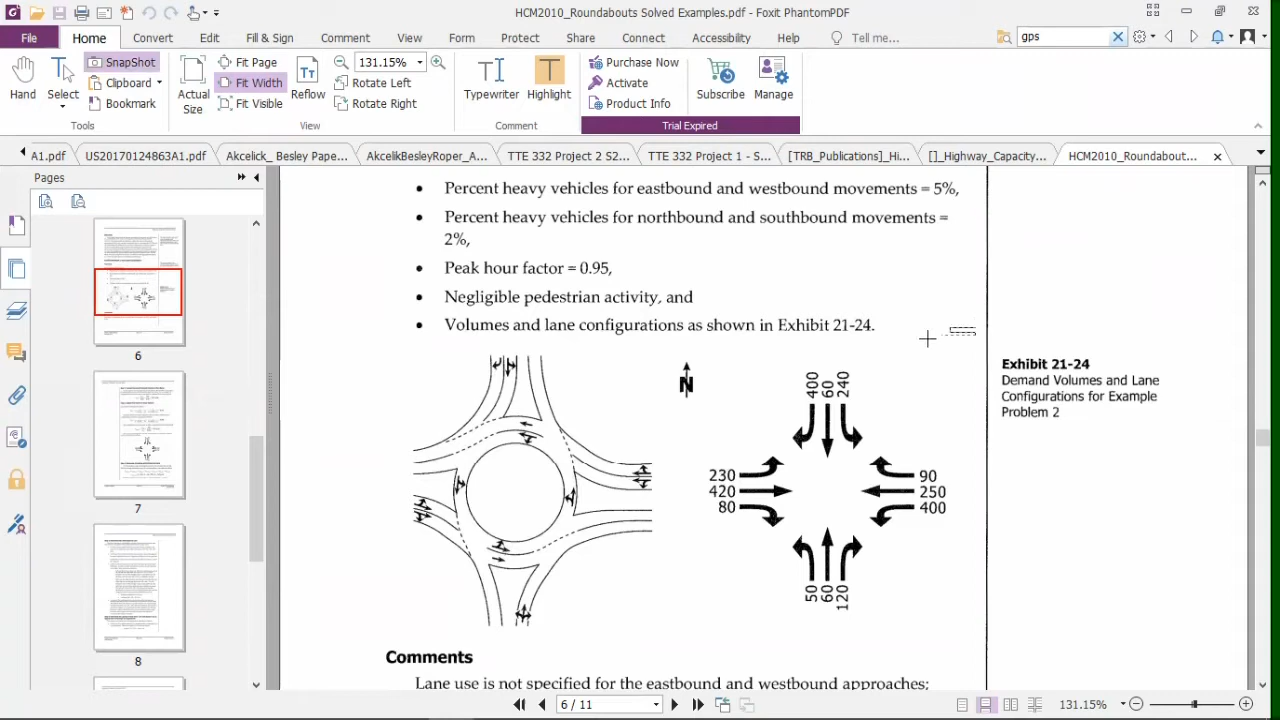 HCM2010_Roundabouts Solved Examples.pdf - Foxit PhantomPDF
File
Home
Convert
Edit
Fill & Sign
Comment
View
Form
Protect
Share
Connect
Accessibility
Help
Tell me...
gps
Hand
Select
SnapShot
Clipboard
Bookmark
Tools
Actual
Size
Fit Page
Fit Width
Fit Visible
Reflow
131.15%
Rotate Left
Rotate Right
View
Typewriter
Highlight
Comment
Purchase Now
Activate
Product Info
Subscribe
Manage
Trial Expired
A1.pdf
US20170124863A1.pdf
Akcelick_ Besley Pape...
AkcelikBesleyRoper_A...
TTE 332 Project 2 S2...
TTE 332 Project 1 - S...
[TRB_Publications]_Hi...
[]_Highway_Capacity...
HCM2010_Roundabout...
Pages
6
7
8
• Percent heavy vehicles for eastbound and westbound movements = 5%,
• Percent heavy vehicles for northbound and southbound movements =
2%,
• Peak hour factor = 0.95,
• Negligible pedestrian activity, and
• Volumes and lane configurations as shown in Exhibit 21-24.
Exhibit 21-24
Demand Volumes and Lane
Configurations for Example
Problem 2
N
400
60
240
230
420
80
90
250
400
50
60
120
Comments
Lane use is not specified for the eastbound and westbound approaches;
6 / 11
131.15%